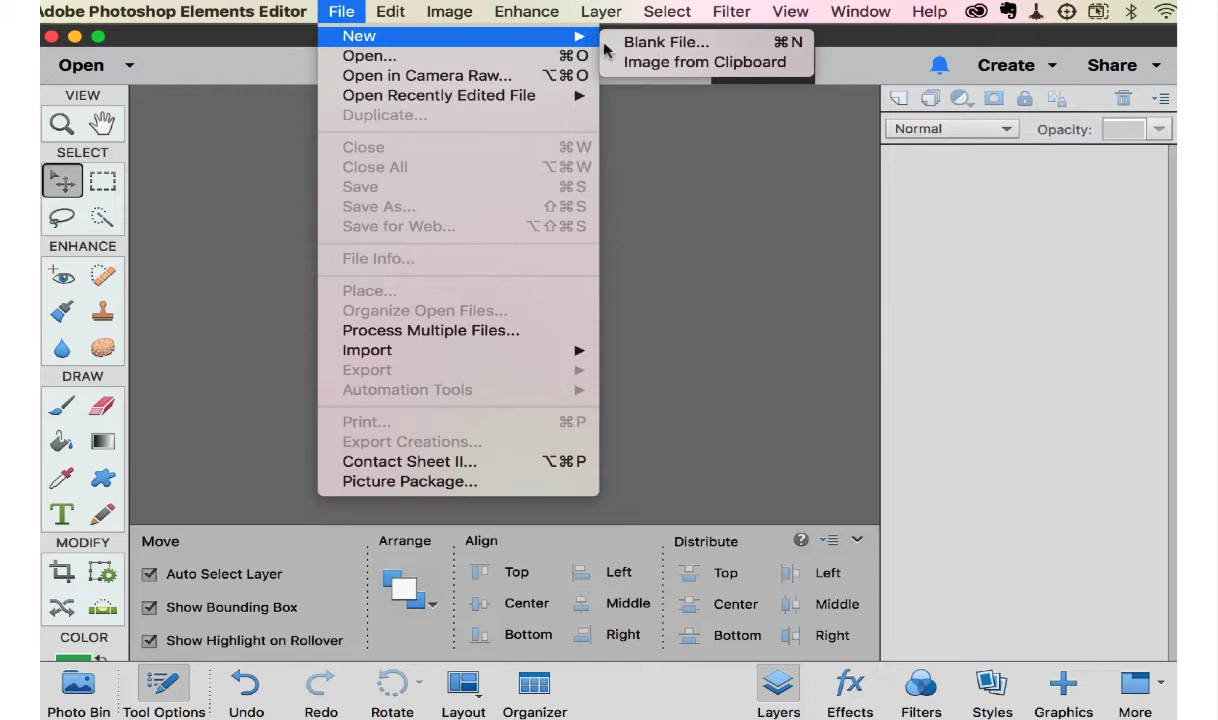 Adobe Photoshop Elements Editor File Edit Image Enhance Layer Select Filter View Window Help
Open Create Share
New
Blank File... ⌘N
Image from Clipboard
Open... ⌘O
Open in Camera Raw... ⌥⌘O
Open Recently Edited File
Duplicate...
Close ⌘W
Close All ⌥⌘W
Save ⌘S
Save As... ⇧⌘S
Save for Web... ⌥⇧⌘S
File Info...
Place...
Organize Open Files...
Process Multiple Files...
Import
Export
Automation Tools
Print... ⌘P
Export Creations...
Contact Sheet II... ⌥⌘P
Picture Package...
VIEW
SELECT
ENHANCE
DRAW
MODIFY
COLOR
Normal Opacity:
Move Arrange Align Distribute
Auto Select Layer Top Left Top Left
Show Bounding Box Center Middle Center Middle
Show Highlight on Rollover Bottom Right Bottom Right
Photo Bin Tool Options Undo Redo Rotate Layout Organizer Layers Effects Filters Styles Graphics More